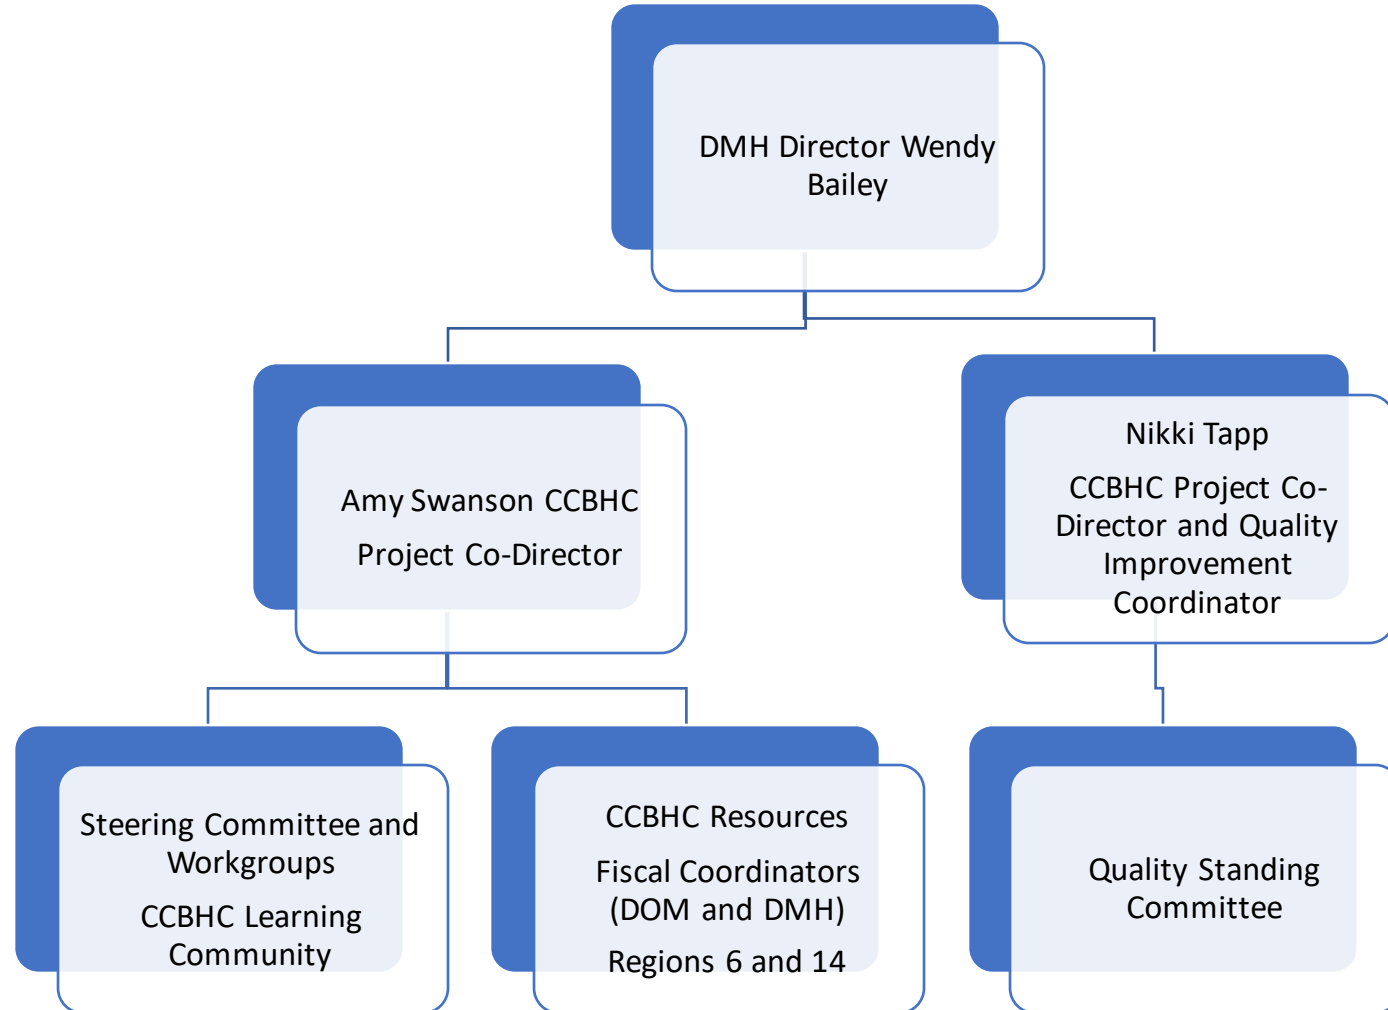 DMH Director Wendy
Bailey
Amy Swanson CCBHC
Project Co-Director
Nikki Tapp
CCBHC Project Co-
Director and Quality
Improvement
Coordinator
Steering Committee and
Workgroups
CCBHC Learning
Community
CCBHC Resources
Fiscal Coordinators
(DOM and DMH)
Regions 6 and 14
Quality Standing
Committee